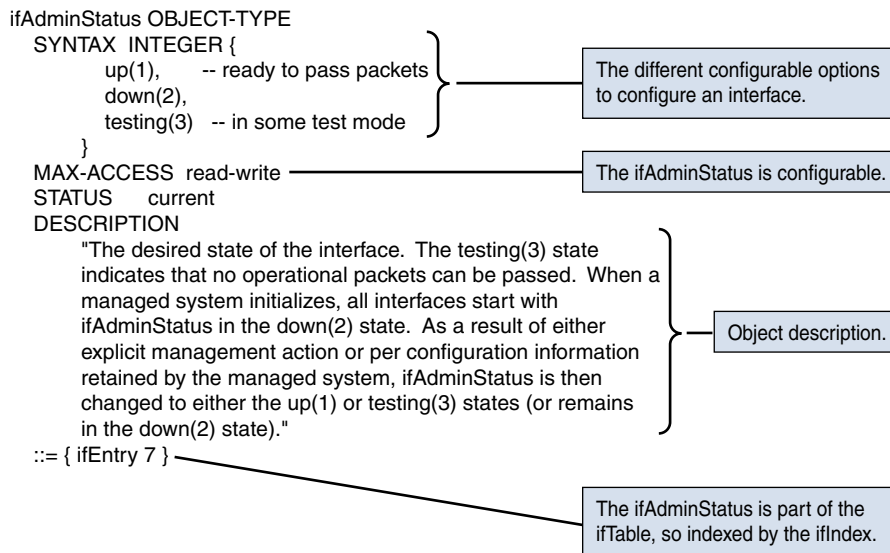 ifAdminStatus OBJECT-TYPE
SYNTAX INTEGER {
up(1), -- ready to pass packets
down(2),
testing(3) -- in some test mode
}
The different configurable options
to configure an interface.
MAX-ACCESS read-write
The ifAdminStatus is configurable.
STATUS current
DESCRIPTION
"The desired state of the interface. The testing(3) state
indicates that no operational packets can be passed. When a
managed system initializes, all interfaces start with
ifAdminStatus in the down(2) state. As a result of either
explicit management action or per configuration information
retained by the managed system, ifAdminStatus is then
changed to either the up(1) or testing(3) states (or remains
in the down(2) state)."
Object description.
::= { ifEntry 7 }
The ifAdminStatus is part of the
ifTable, so indexed by the ifIndex.